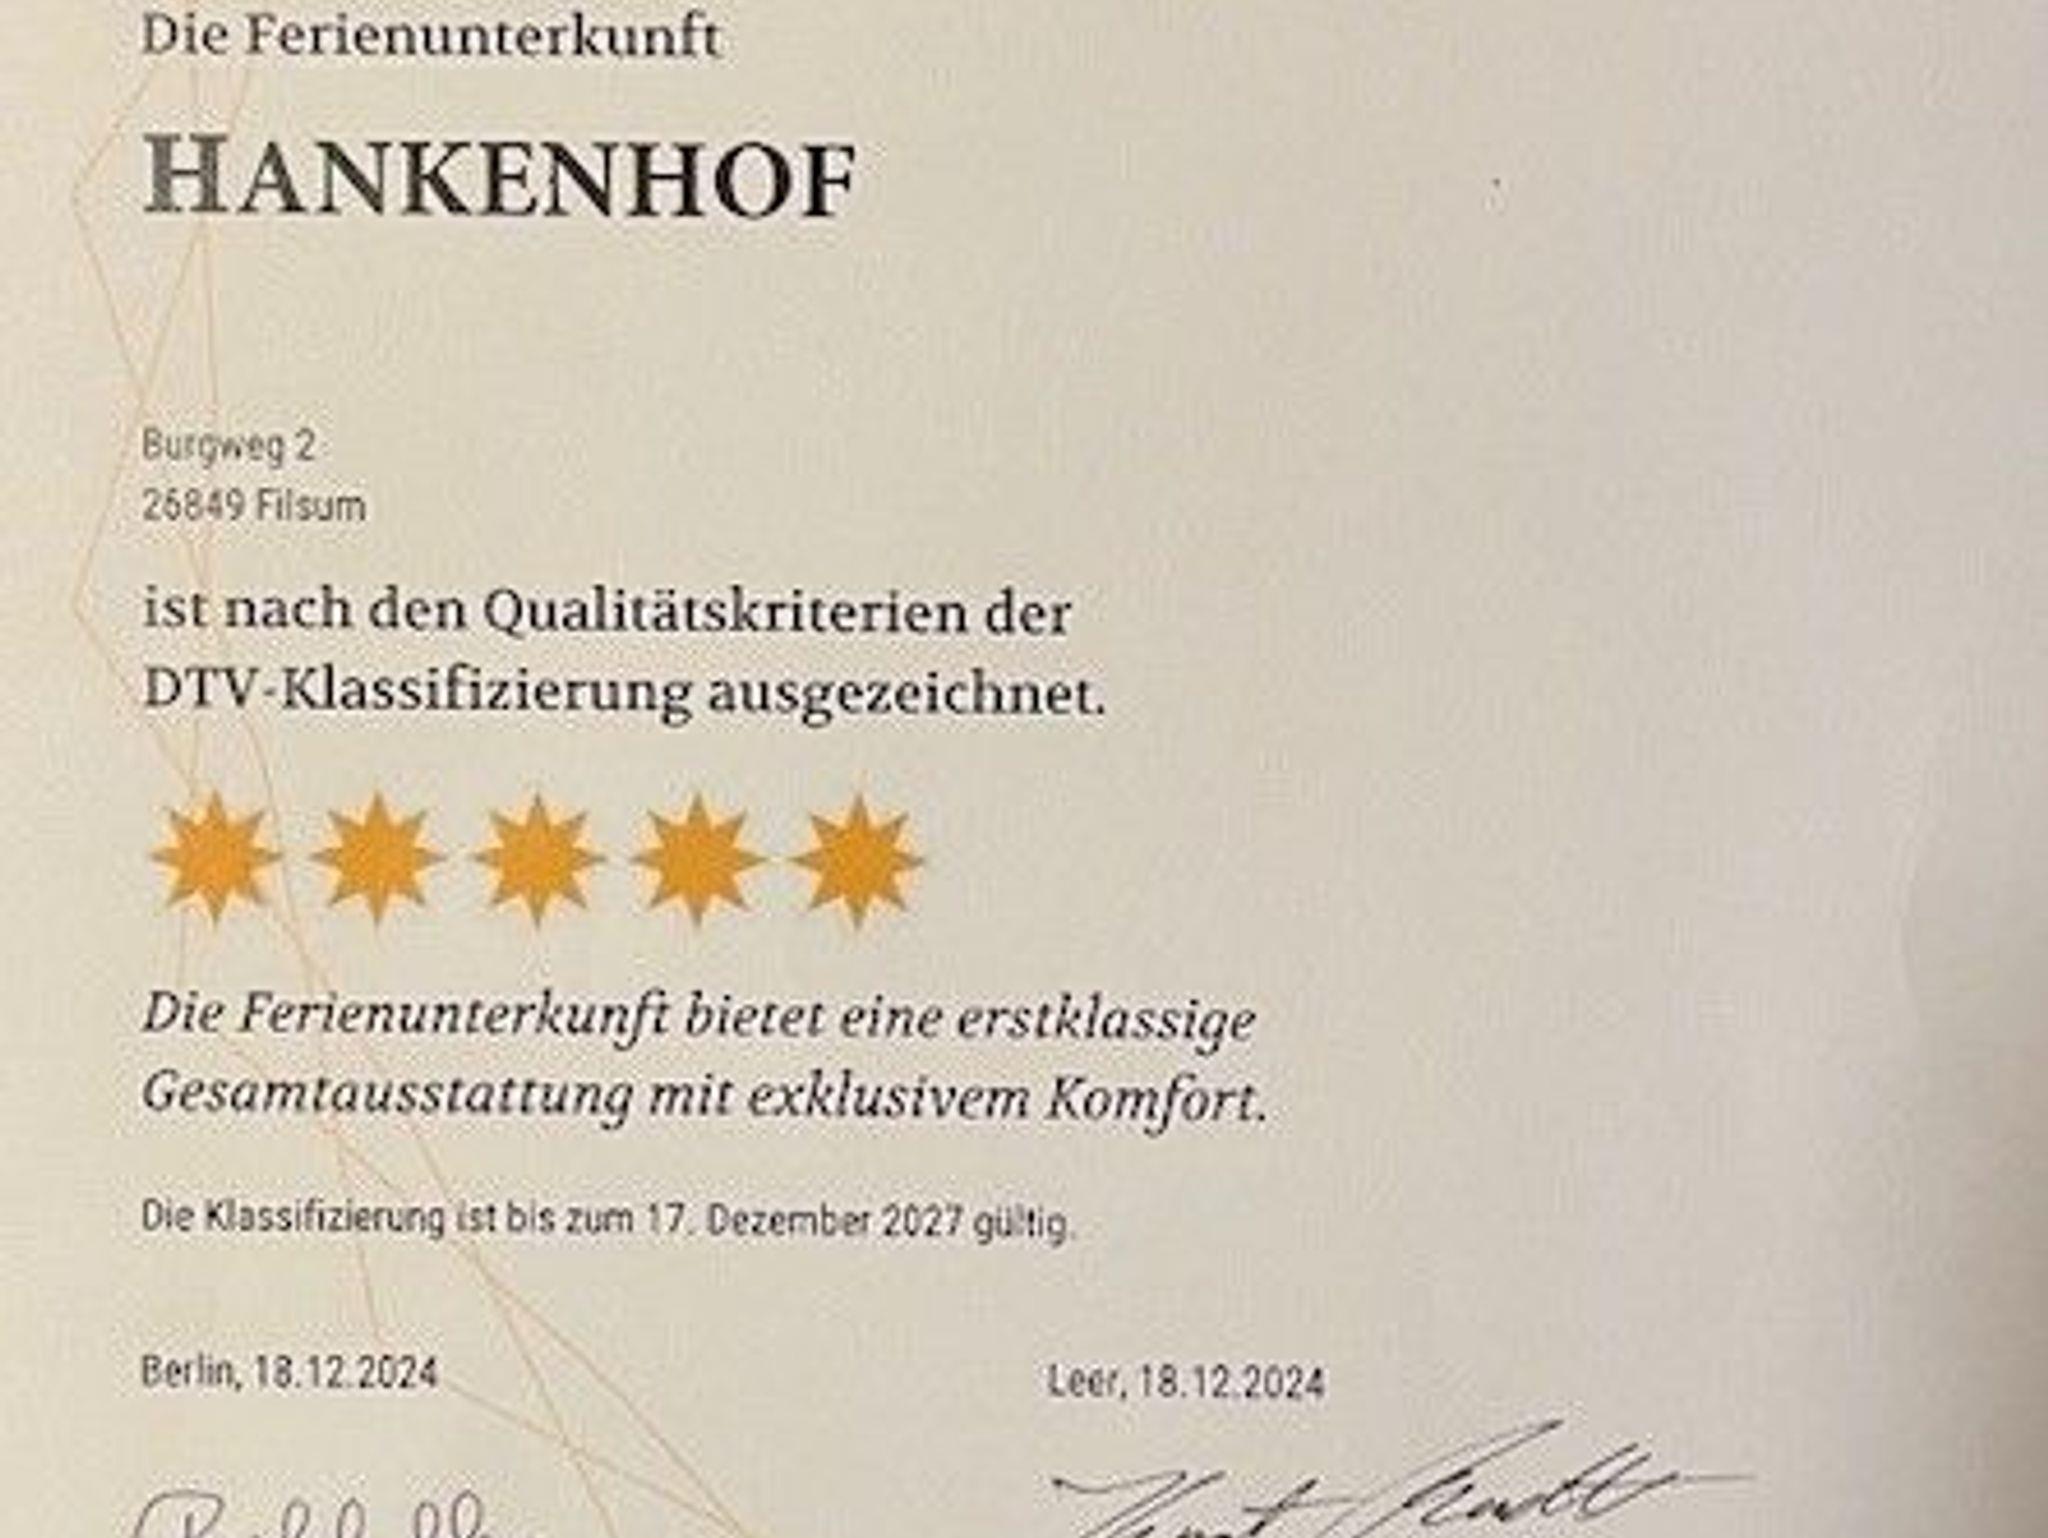 Die Ferienunterkunft
HANKENHOF
Burgweg 2
26849 Filsum
ist nach den Qualitätskriterien der
DTV-Klassifizierung ausgezeichnet.
Die Ferienunterkunft bietet eine erstklassige
Gesamtausstattung mit exklusivem Komfort.
Die Klassifizierung ist bis zum 17. Dezember 2027 gültig.
Berlin, 18.12.2024
Leer, 18.12.2024